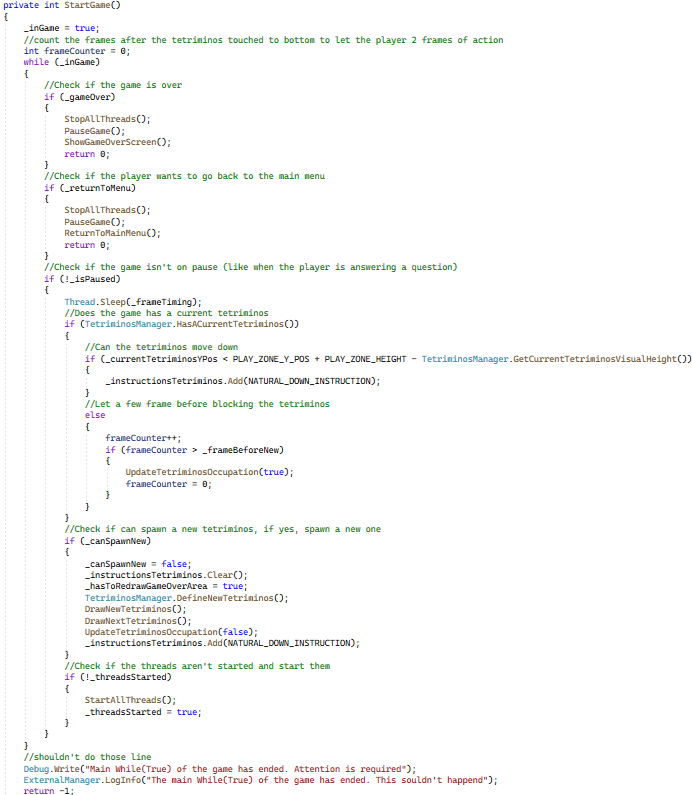 private int StartGame()
{
    _inGame = true;
    //count the frames after the tetriminos touched to bottom to let the player 2 frames of action
    int frameCounter = 0;
    while (_inGame)
    {
        //Check if the game is over
        if (_gameOver)
        {
            StopAllThreads();
            PauseGame();
            ShowGameOverScreen();
            return 0;
        }
        //Check if the player wants to go back to the main menu
        if (_returnToMenu)
        {
            StopAllThreads();
            PauseGame();
            ReturnToMainMenu();
            return 0;
        }
        //Check if the game isn't on pause (like when the player is answering a question)
        if (!_isPaused)
        {
            Thread.Sleep(_frameTiming);
            //Does the game has a current tetriminos
            if (TetriminosManager.HasACurrentTetriminos())
            {
                //Can the tetriminos move down
                if (_currentTetriminosYPos < PLAY_ZONE_Y_POS + PLAY_ZONE_HEIGHT - TetriminosManager.GetCurrentTetriminosVisualHeight())
                {
                    _instructionsTetriminos.Add(NATURAL_DOWN_INSTRUCTION);
                }
                //Let a few frame before blocking the tetriminos
                else
                {
                    frameCounter++;
                    if (frameCounter > _frameBeforeNew)
                    {
                        UpdateTetriminosOccupation(true);
                        frameCounter = 0;
                    }
                }
            }
            //Check if can spawn a new tetriminos, if yes, spawn a new one
            if (_canSpawnNew)
            {
                _canSpawnNew = false;
                _instructionsTetriminos.Clear();
                _hasToRedrawGameOverArea = true;
                TetriminosManager.DefineNewTetriminos();
                DrawNewTetriminos();
                DrawNextTetriminos();
                UpdateTetriminosOccupation(false);
                _instructionsTetriminos.Add(NATURAL_DOWN_INSTRUCTION);
            }
            //Check if the threads aren't started and start them
            if (!_threadsStarted)
            {
                StartAllThreads();
                _threadsStarted = true;
            }
        }
    }
    //shouldn't do those line
    Debug.Write("Main While(True) of the game has ended. Attention is required");
    ExternalManager.LogInfo("The main While(True) of the game has ended. This souldn't happend");
    return -1;